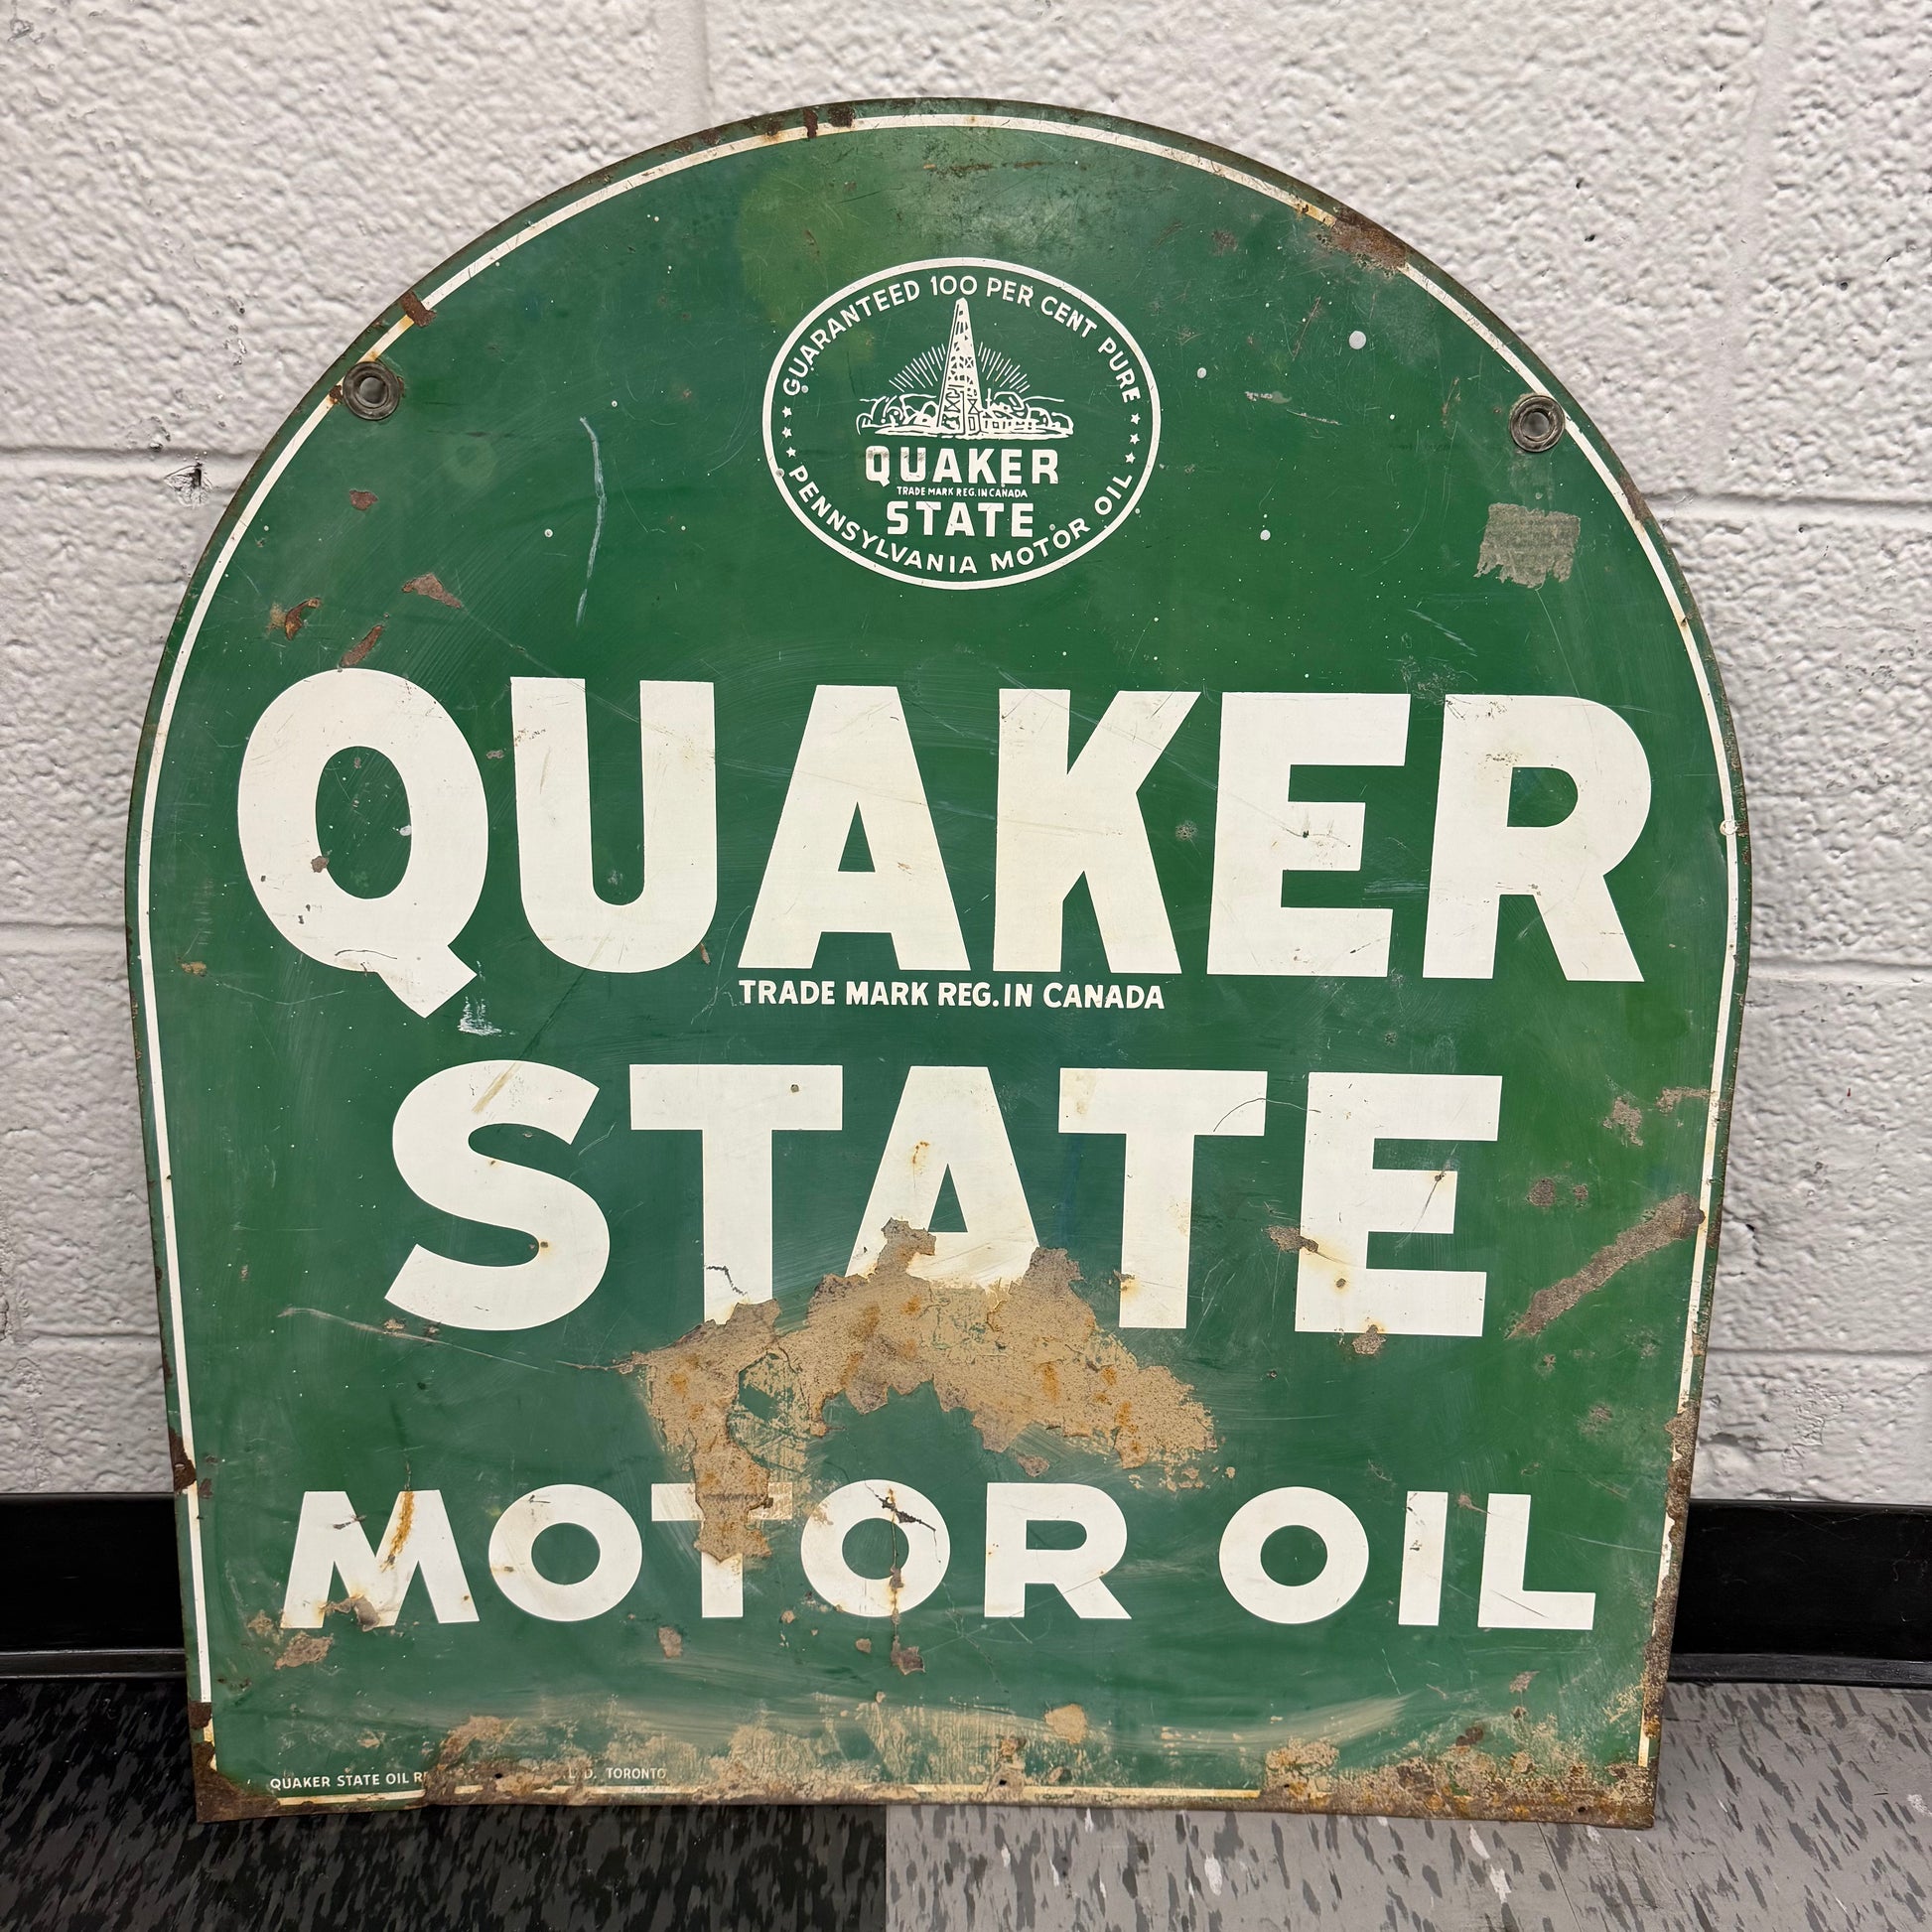 GUARANTEED 100 PER CENT PURE
QUAKER
TRADE MARK REG. IN CANADA
STATE
PENNSYLVANIA MOTOR OIL
QUAKER
TRADE MARK REG. IN CANADA
STATE
MOTOR OIL
QUAKER STATE OIL TORONTO